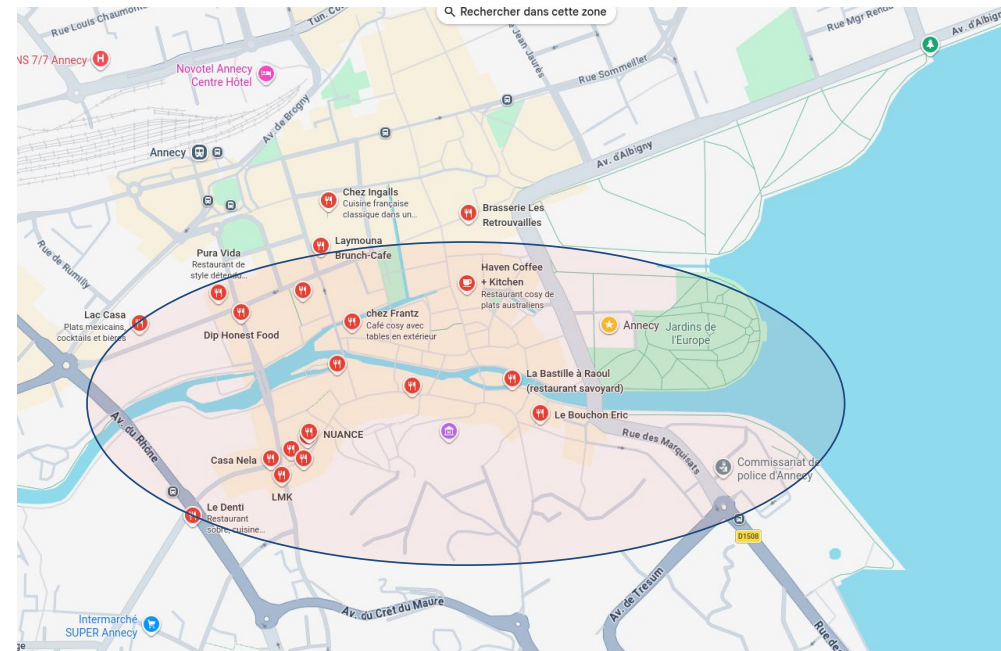 Rechercher dans cette zone
Rue Louis Chaumont
Tun. Co
Jean Jaurès
Rue Mgr Rendu
Av. d'Albign
NS 7/7 Annecy
Novotel Annecy
Centre Hôtel
Rue Sommeiller
Av. de Brogny
Annecy
Av. d'Albigny
Chez Ingalls
Cuisine française
classique dans un...
Brasserie Les
Retrouvailles
Rue de Rumilly
Laymouna
Brunch-Cafe
Pura Vida
Restaurant de
style détendu...
Haven Coffee
+ Kitchen
Restaurant cosy de
plats australiens
Lac Casa
Plats mexicains,
cocktails et bières
Dip Honest Food
chez Frantz
Café cosy avec
tables en extérieur
Annecy
Jardins de
l'Europe
La Bastille à Raoul
(restaurant savoyard)
Le Bouchon Eric
Av. du Rhône
NUANCE
Rue des Marquisats
Casa Nela
Commissariat de
police d'Annecy
LMK
Le Denti
Restaurant
sobre, cuisine...
D1508
Av. de Trésum
Av. du Crêt du Maure
Intermarché
SUPER Annecy
Rue des
ge